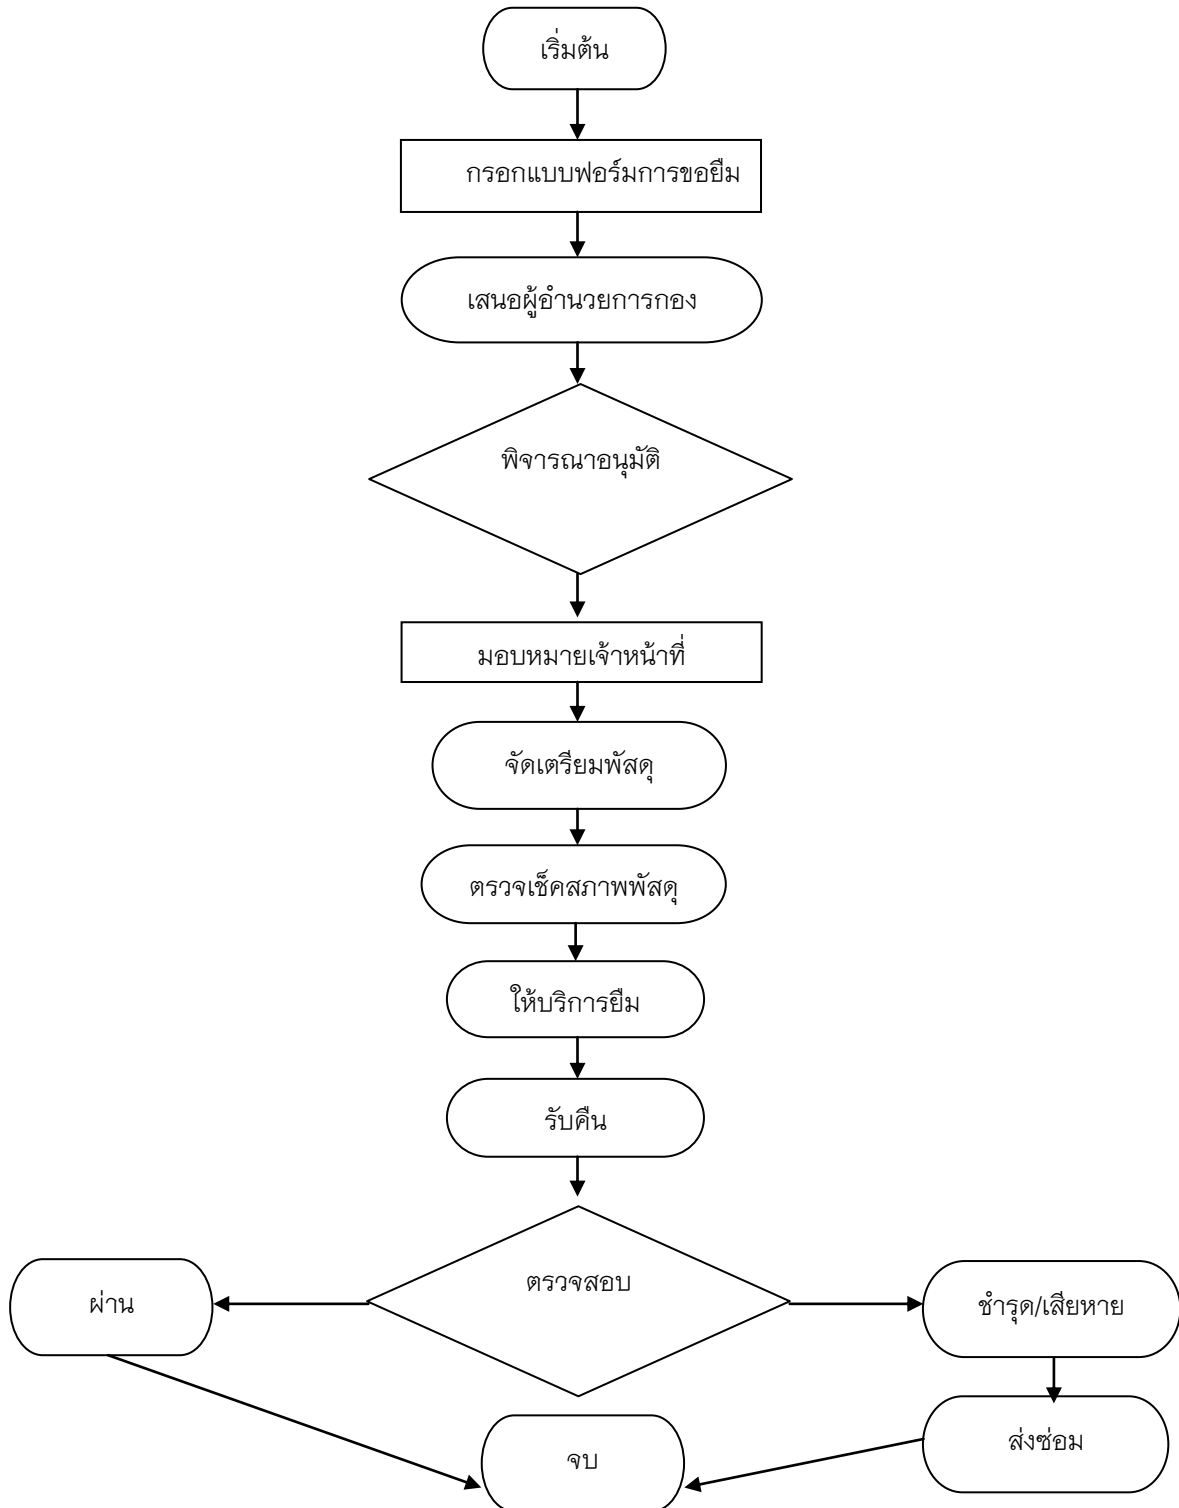 เริ่มต้น
กรอกแบบฟอร์มการขอยืม
เสนอผู้อำนวยการกอง
พิจารณาอนุมัติ
มอบหมายเจ้าหน้าที่
จัดเตรียมพัสดุ
ตรวจเช็คสภาพพัสดุ
ให้บริการยืม
รับคืน
ตรวจสอบ
ผ่าน
ชำรุด/เสียหาย
ส่งซ่อม
จบ